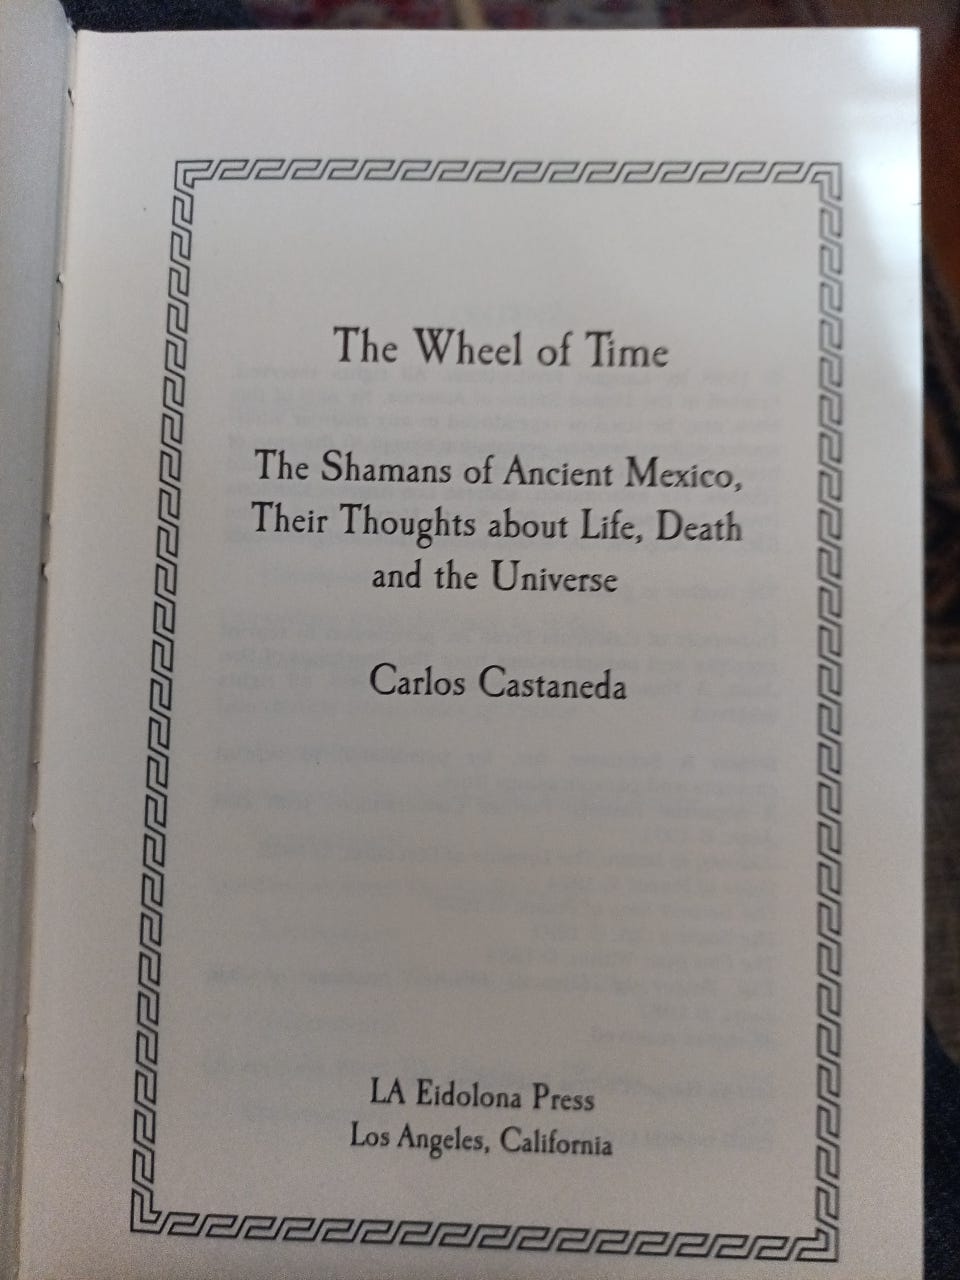 The Wheel of Time
The Shamans of Ancient Mexico,
Their Thoughts about Life, Death
and the Universe
Carlos Castaneda
LA Eidolona Press
Los Angeles, California